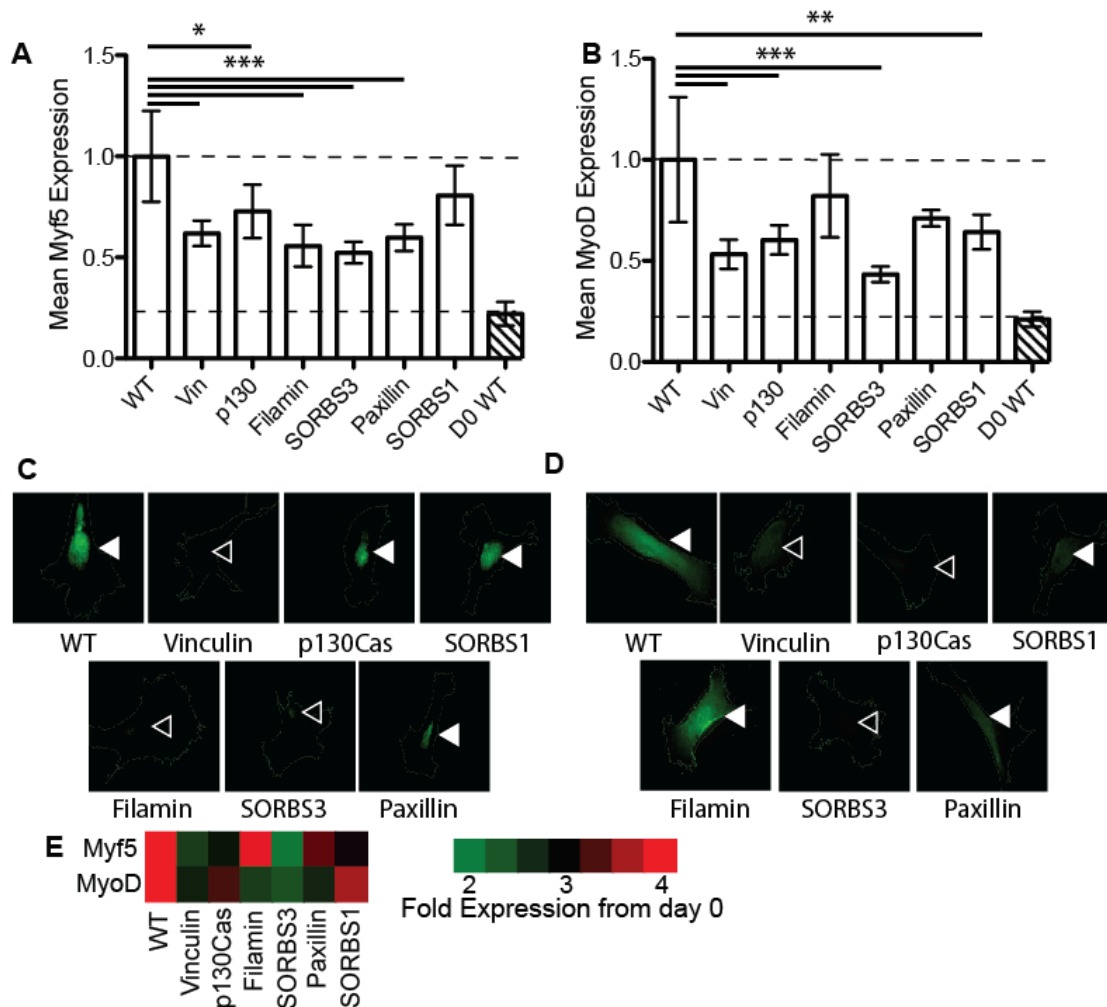 A
*
***
Mean Myf5 Expression
1.5
1.0
0.5
0.0
WT
Vin
p130
Filamin
SORBS3
Paxillin
SORBS1
D0 WT
B
**
***
Mean MyoD Expression
1.5
1.0
0.5
0.0
WT
Vin
p130
Filamin
SORBS3
Paxillin
SORBS1
D0 WT
C
WT
Vinculin
p130Cas
SORBS1
Filamin
SORBS3
Paxillin
D
WT
Vinculin
p130Cas
SORBS1
Filamin
SORBS3
Paxillin
E
Myf5
MyoD
WT
Vinculin
p130Cas
Filamin
SORBS3
Paxillin
SORBS1
2 3 4
Fold Expression from day 0